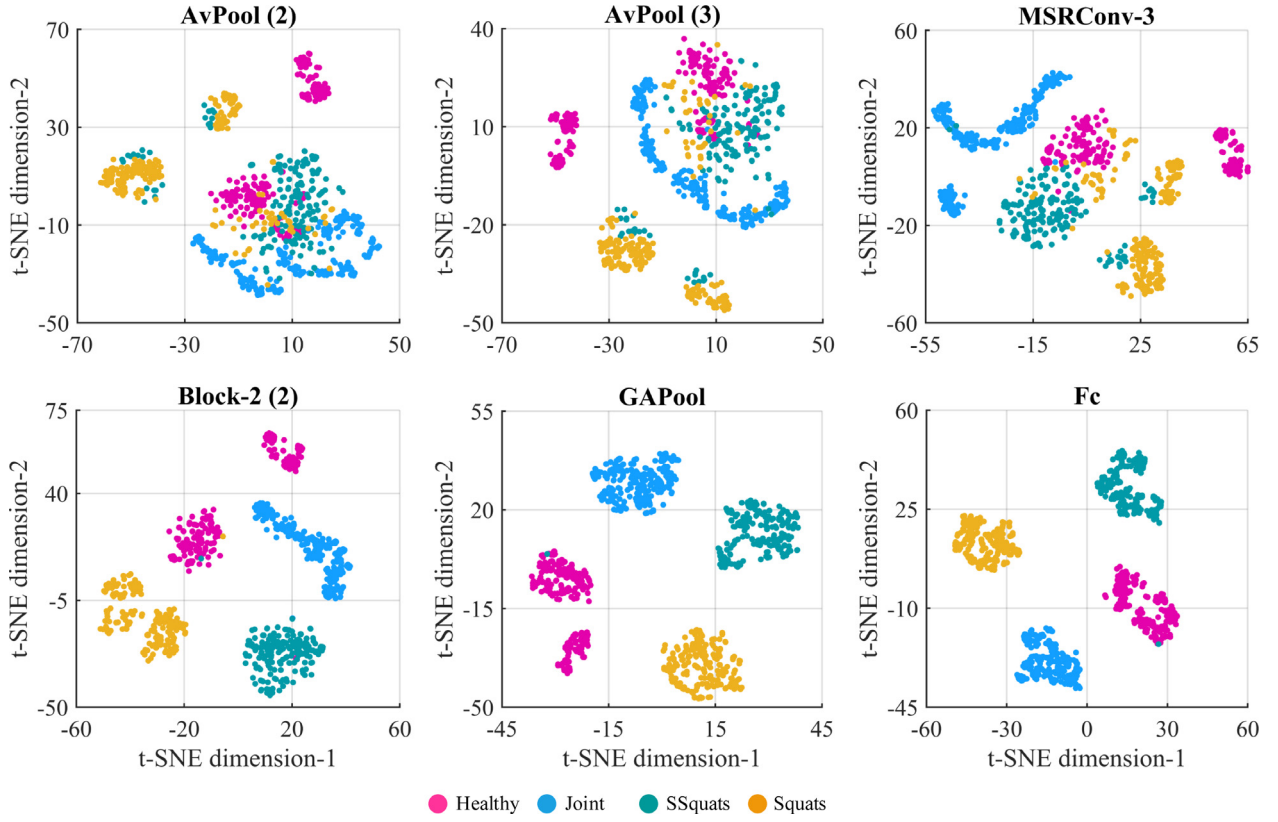 AvPool (2)
AvPool (3)
MSRConv-3
t-SNE dimension-2
70
30
-10
-50
-70
-30
10
50
t-SNE dimension-2
40
10
-20
-50
-70
-30
10
50
t-SNE dimension-2
60
20
-20
-60
-55
-15
25
65
Block-2 (2)
GAPool
Fc
t-SNE dimension-2
75
40
-5
-50
-60
-20
20
60
t-SNE dimension-1
t-SNE dimension-2
55
20
-15
-50
-45
-15
15
45
t-SNE dimension-1
t-SNE dimension-2
60
25
-10
-45
-60
-30
0
30
60
t-SNE dimension-1
Healthy
Joint
SSquats
Squats